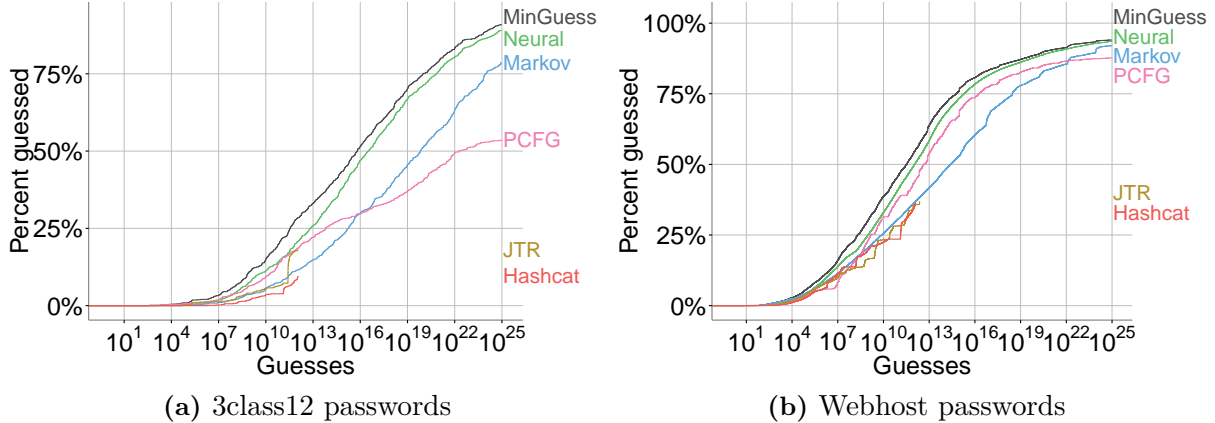 MinGuess
Neural
Markov
PCFG
JTR
Hashcat
75%
50%
25%
0%
Percent guessed
10^1 10^4 10^7 10^10 10^13 10^16 10^19 10^22 10^25
Guesses
(a) 3class12 passwords
MinGuess
Neural
Markov
PCFG
JTR
Hashcat
100%
75%
50%
25%
0%
Percent guessed
10^1 10^4 10^7 10^10 10^13 10^16 10^19 10^22 10^25
Guesses
(b) Webhost passwords